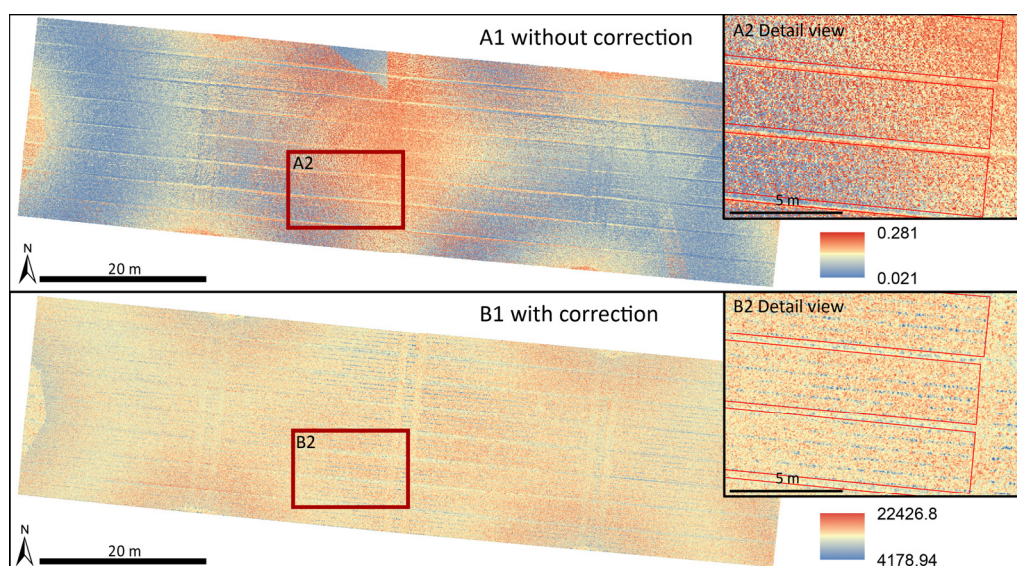 A1 without correction
A2 Detail view
A2
5 m
N
20 m
0.281
0.021
B1 with correction
B2 Detail view
B2
5 m
N
20 m
22426.8
4178.94